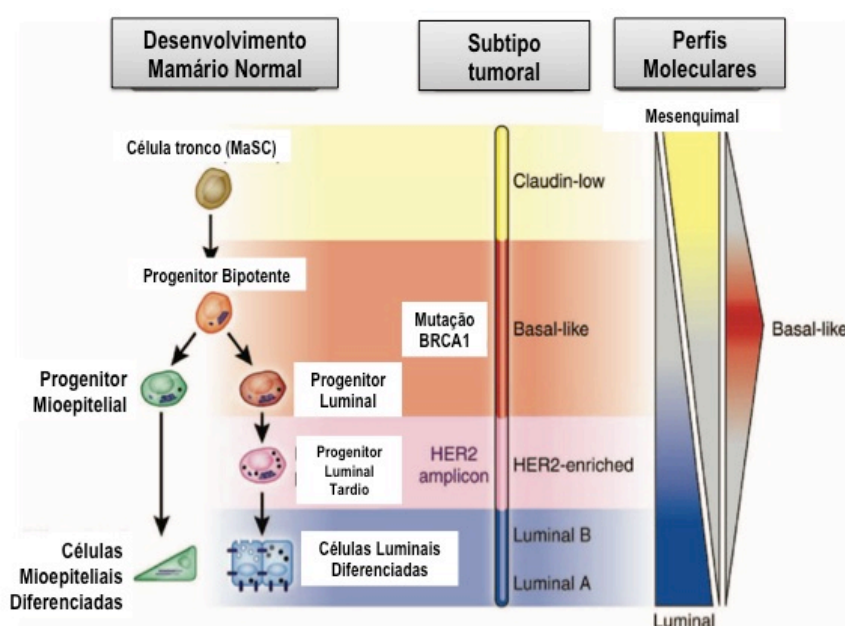 Desenvolvimento
Mamário Normal
Subtipo
tumoral
Perfis
Moleculares
Mesenquimal
Célula tronco (MaSC)
Claudin-low
Progenitor Bipotente
Mutação
BRCA1
Basal-like
Basal-like
Progenitor
Mioepitelial
Progenitor
Luminal
Progenitor
Luminal
Tardio
HER2
amplicon
HER2-enriched
Células
Mioepiteliais
Diferenciadas
Células Luminais
Diferenciadas
Luminal B
Luminal A
Luminal